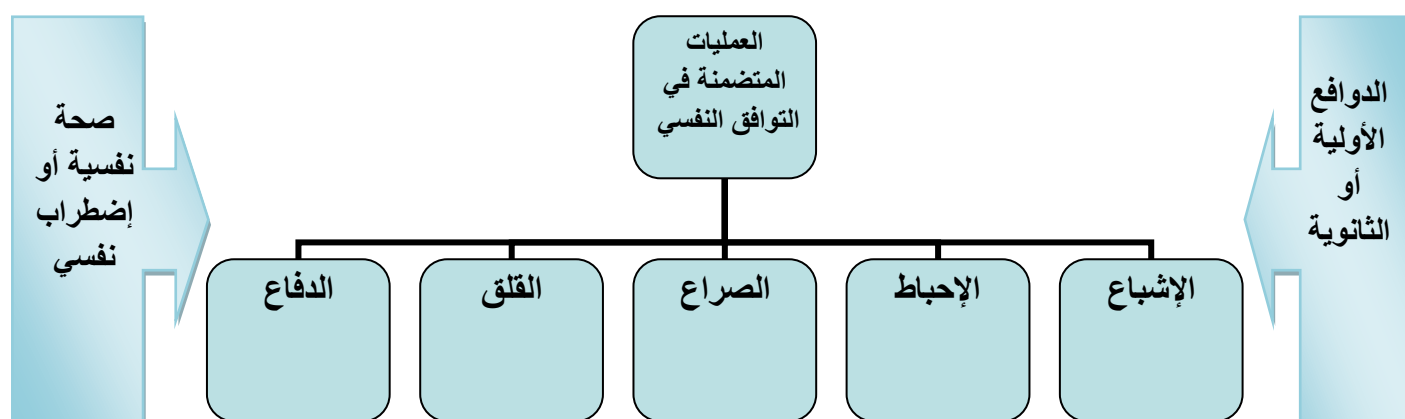 العمليات
المتضمنة في
التوافق النفسي
الدوافع
الأولية
أو
الثانوية
الإشباع
الإحباط
الصراع
القلق
الدفاع
صحة
نفسية أو
إضطراب
نفسي